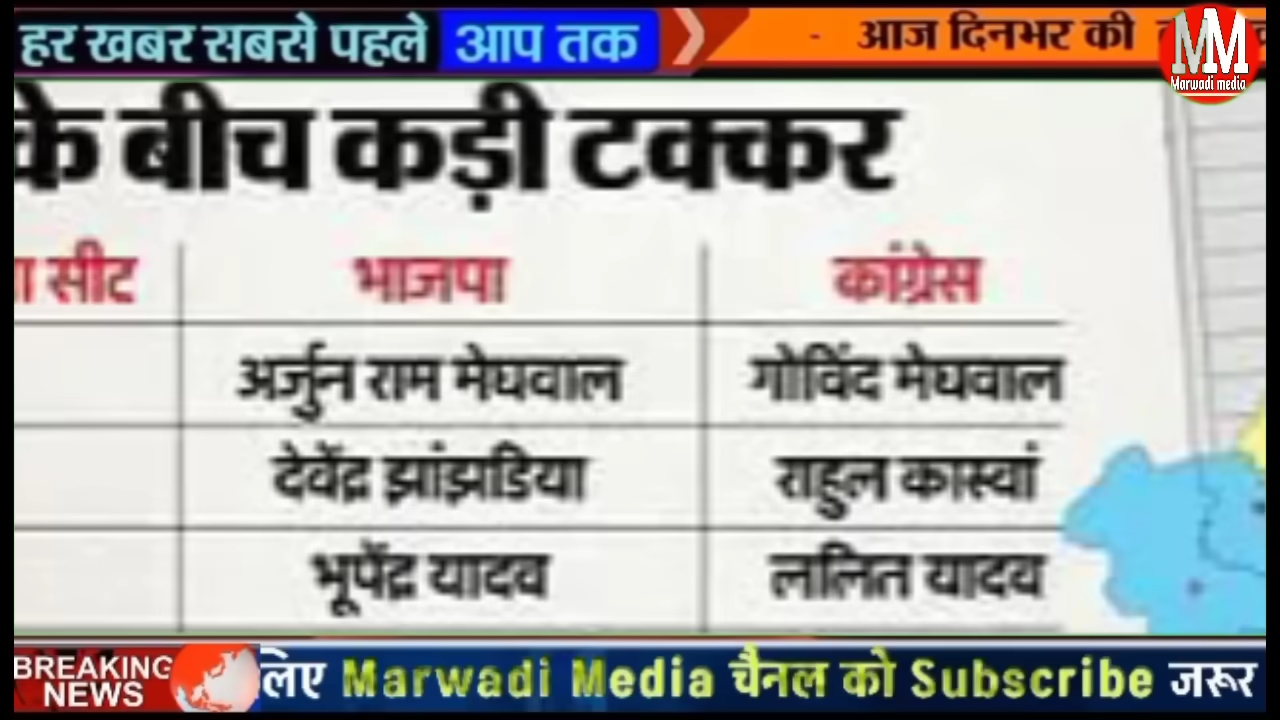 हर खबर सबसे पहले आप तक - आज दिनभर की
MM
Marwadi media
के बीच कड़ी टक्कर
सीट भाजपा कांग्रेस
अर्जुन राम मेघवाल गोविंद मेघवाल
देवेंद्र झांझडिया राहुल कास्वां
भूपेंद्र यादव ललित यादव
BREAKING NEWS
लिए Marwadi Media चैनल को Subscribe जरूर